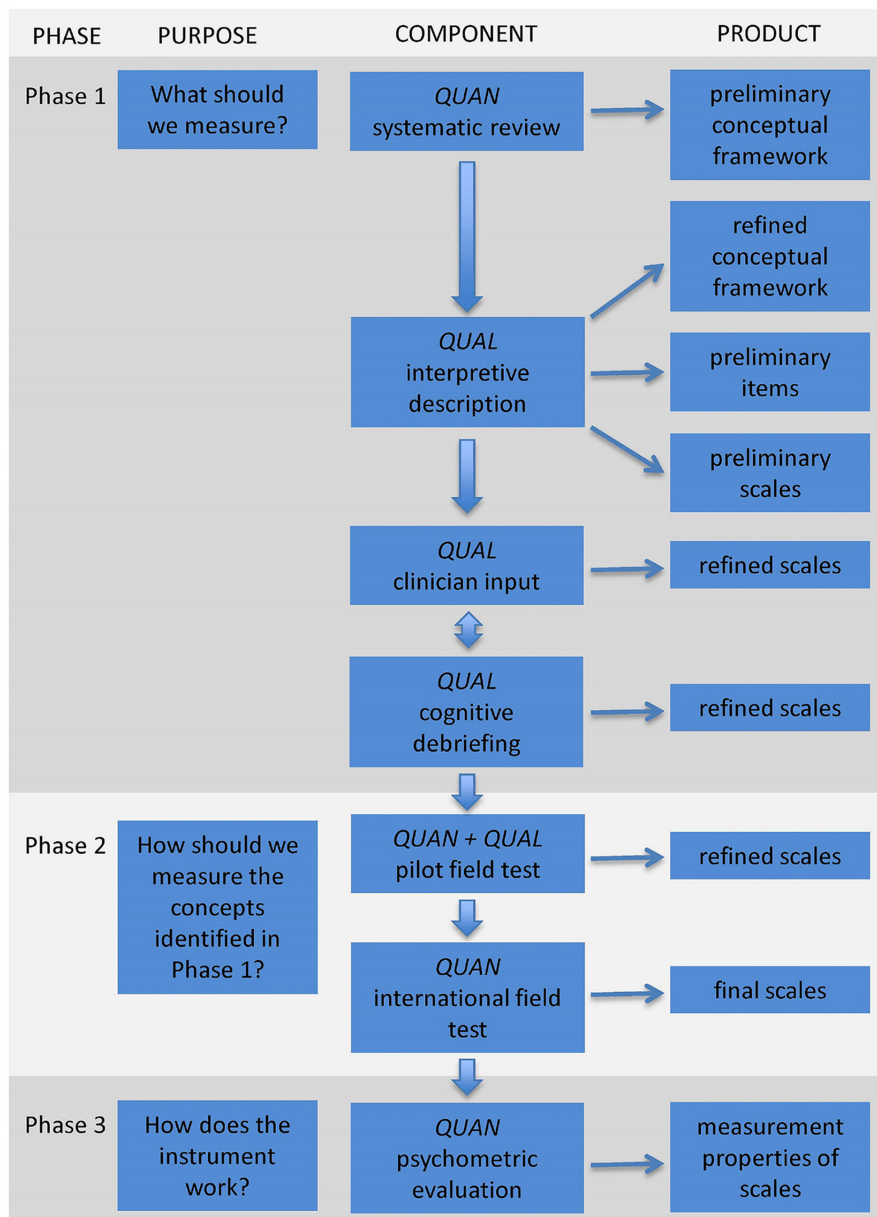 PHASE PURPOSE COMPONENT PRODUCT
Phase 1
What should
we measure?
QUAN
systematic review
preliminary
conceptual
framework
refined
conceptual
framework
QUAL
interpretive
description
preliminary
items
preliminary
scales
QUAL
clinician input
refined scales
QUAL
cognitive
debriefing
refined scales
Phase 2
How should we
measure the
concepts
identified in
Phase 1?
QUAN + QUAL
pilot field test
refined scales
QUAN
international field
test
final scales
Phase 3
How does the
instrument
work?
QUAN
psychometric
evaluation
measurement
properties of
scales